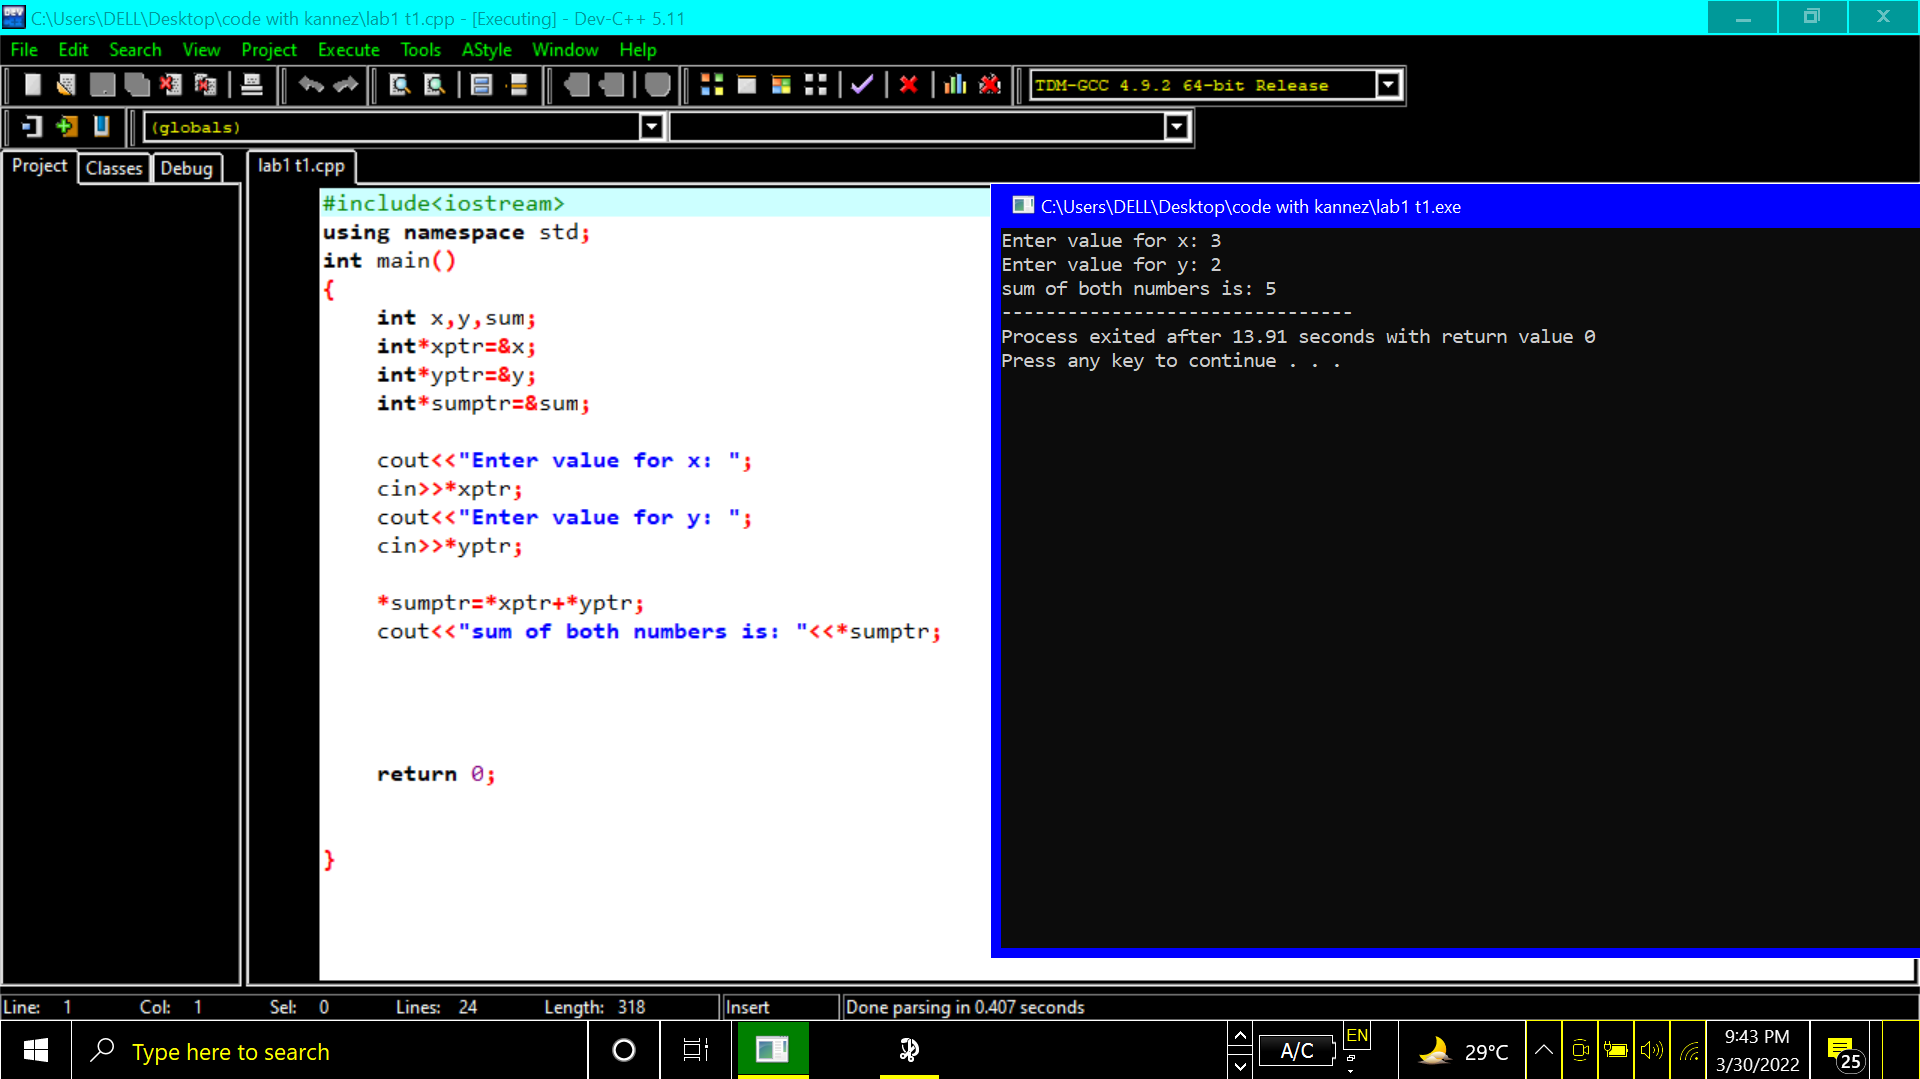 C:\Users\DELL\Desktop\code with kannez\lab1 t1.cpp - [Executing] - Dev-C++ 5.11
File Edit Search View Project Execute Tools AStyle Window Help
TDM-GCC 4.9.2 64-bit Release
(globals)
Project Classes Debug
lab1 t1.cpp
#include<iostream>
using namespace std;
int main()
{
int x,y,sum;
int*xptr=&x;
int*yptr=&y;
int*sumptr=&sum;
cout<<"Enter value for x: ";
cin>>*xptr;
cout<<"Enter value for y: ";
cin>>*yptr;
*sumptr=*xptr+*yptr;
cout<<"sum of both numbers is: "<<*sumptr;
return 0;
}
C:\Users\DELL\Desktop\code with kannez\lab1 t1.exe
Enter value for x: 3
Enter value for y: 2
sum of both numbers is: 5
--------------------------------
Process exited after 13.91 seconds with return value 0
Press any key to continue . . .
Line: 1 Col: 1 Sel: 0 Lines: 24 Length: 318 Insert Done parsing in 0.407 seconds
Type here to search
A/C
EN
29°C
9:43 PM
3/30/2022
25